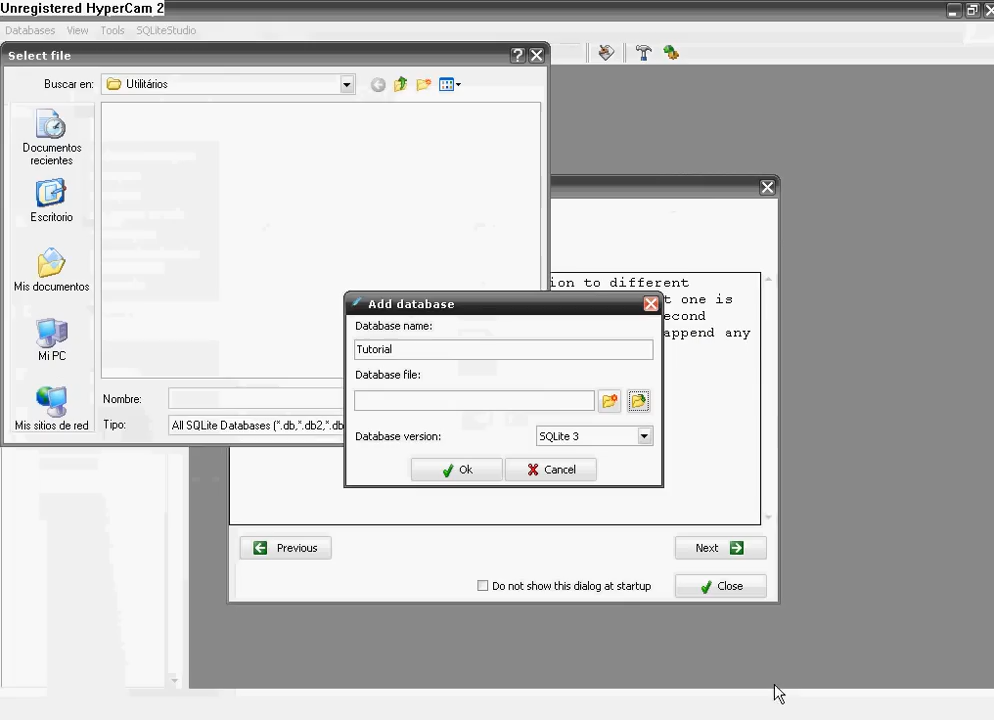 Unregistered HyperCam 2
Databases View Tools SQLiteStudio
Select file
Buscar en: Utilitários
Documentos
recientes
Escritorio
Mis documentos
Mi PC
Mis sitios de red
Nombre:
Tipo: All SQLite Databases (*.db,*.db2,*.db
ion to different
t one is
econd
append any
Add database
Database name:
Tutorial
Database file:
Database version: SQLite 3
Ok Cancel
Previous Next
Do not show this dialog at startup Close